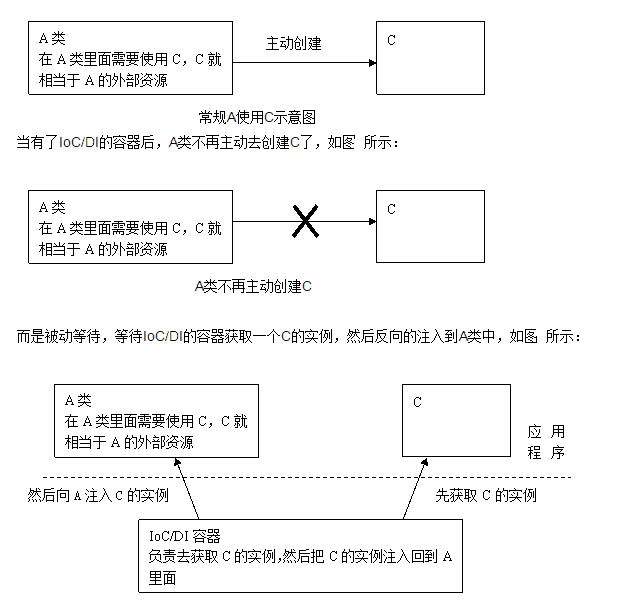 A 类
在 A 类里面需要使用 C，C 就
相当于 A 的外部资源
主动创建
C
常规A使用C示意图
当有了IoC/DI的容器后，A类不再主动去创建C了，如图 所示：
A 类
在 A 类里面需要使用 C，C 就
相当于 A 的外部资源
C
A类不再主动创建C
而是被动等待，等待IoC/DI的容器获取一个C的实例，然后反向的注入到A类中，如图 所示：
A 类
在 A 类里面需要使用 C，C 就
相当于 A 的外部资源
C
应 用
程 序
然后向 A 注入 C 的实例
先获取 C 的实例
IoC/DI 容器
负责去获取 C 的实例，然后把 C 的实例注入回到 A
里面